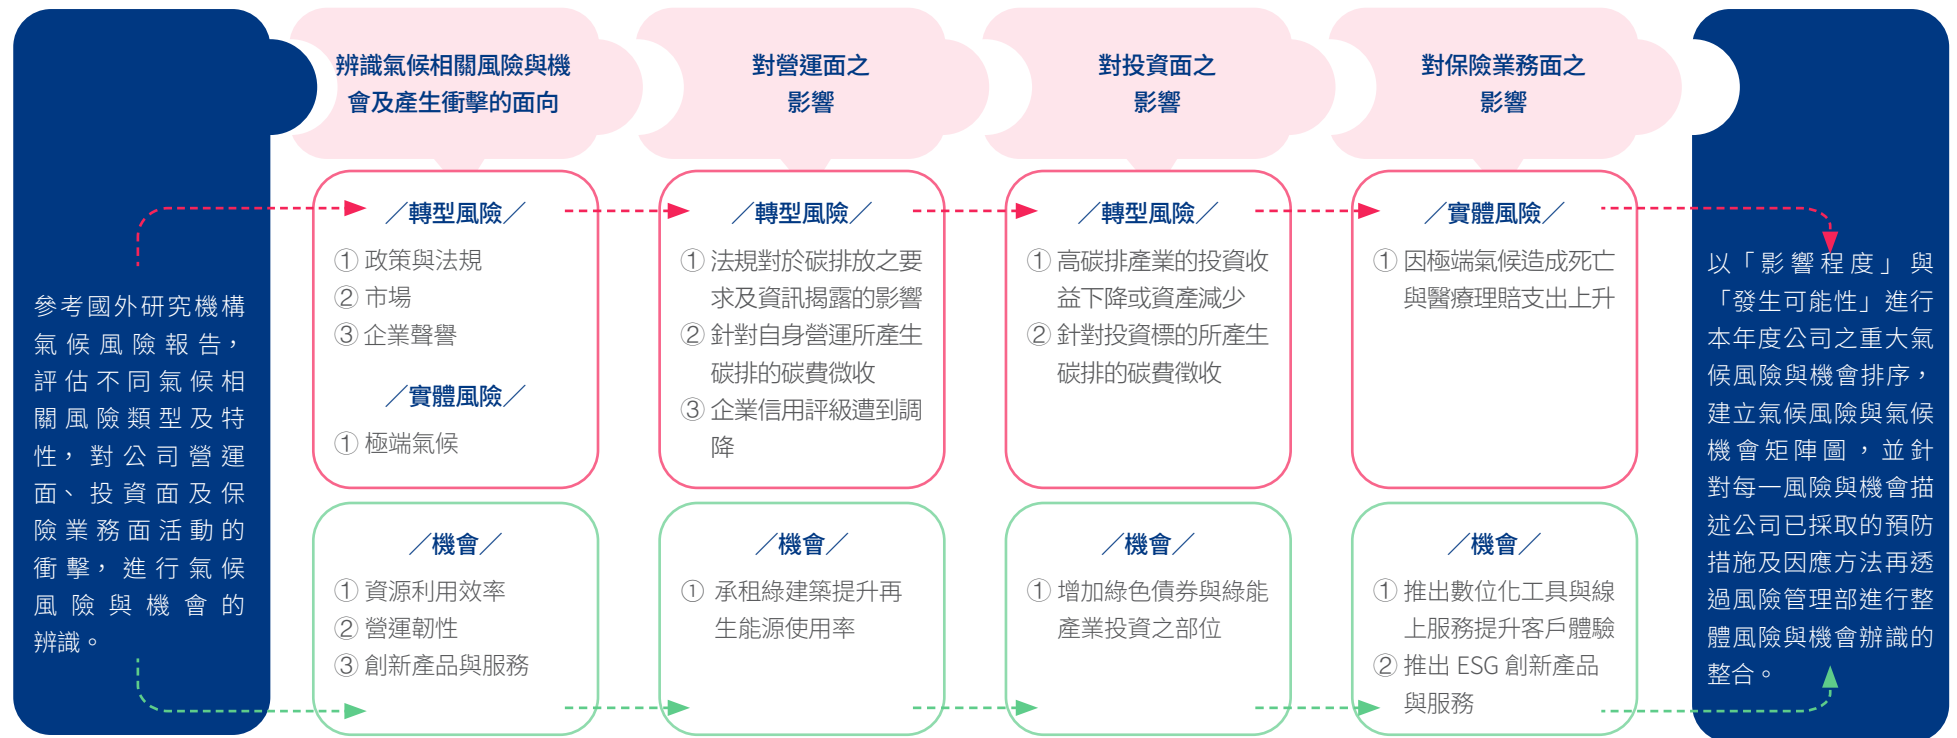 參考國外研究機構
氣候風險報告，
評估不同氣候相
關風險類型及特
性，對公司營運
面、投資面及保
險業務面活動的
衝擊，進行氣候
風險與機會的
辨識。
辨識氣候相關風險與機
會及產生衝擊的面向
／轉型風險／
① 政策與法規
② 市場
③ 企業聲譽
／實體風險／
① 極端氣候
／機會／
① 資源利用效率
② 營運韌性
③ 創新產品與服務
對營運面之
影響
／轉型風險／
① 法規對於碳排放之要
求及資訊揭露的影響
② 針對自身營運所產生
碳排的碳費徵收
③ 企業信用評級遭到調
降
／機會／
① 承租綠建築提升再
生能源使用率
對投資面之
影響
／轉型風險／
① 高碳排產業的投資收
益下降或資產減少
② 針對投資標的所產生
碳排的碳費徵收
／機會／
① 增加綠色債券與綠能
產業投資之部位
對保險業務面之
影響
／實體風險／
① 因極端氣候造成死亡
與醫療理賠支出上升
／機會／
① 推出數位化工具與線
上服務提升客戶體驗
② 推出 ESG 創新產品
與服務
以「影響程度」與
「發生可能性」進行
本年度公司之重大氣
候風險與機會排序，
建立氣候風險與氣候
機會矩陣圖，並針
對每一風險與機會描
述公司已採取的預防
措施及因應方法再透
過風險管理部進行整
體風險與機會辦識的
整合。